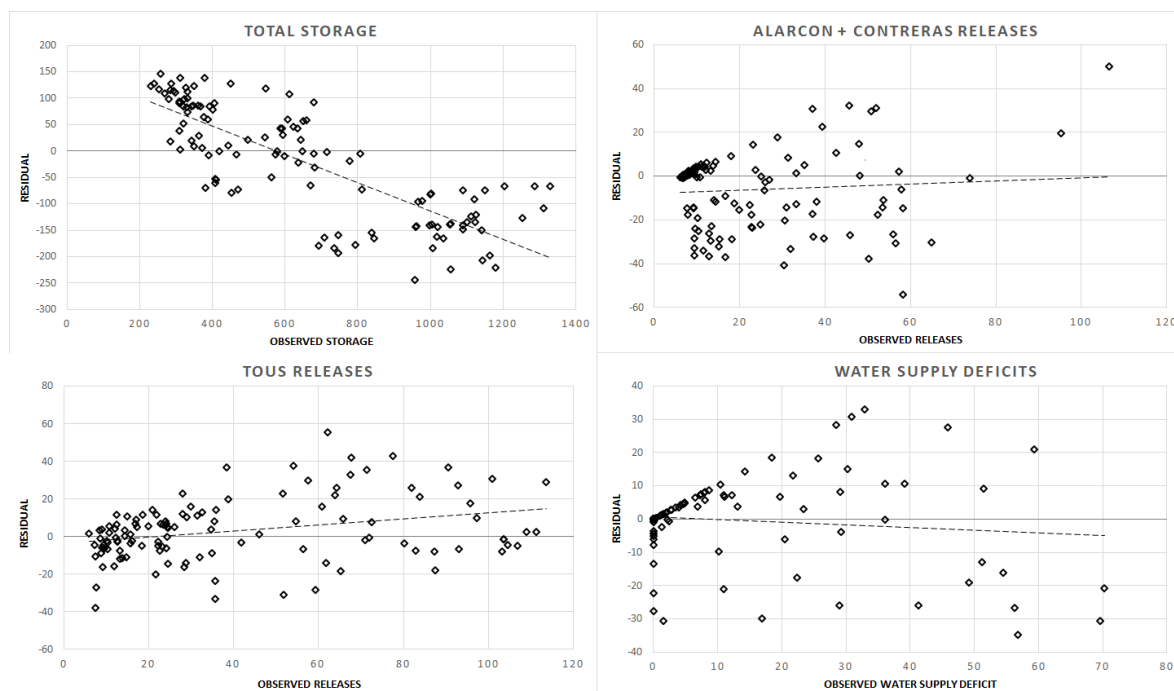 TOTAL STORAGE
RESIDUAL
200
150
100
50
0
-50
-100
-150
-200
-250
-300
0 200 400 600 800 1000 1200 1400
OBSERVED STORAGE
ALARCON + CONTRERAS RELEASES
RESIDUAL
60
40
20
0
-20
-40
-60
0 20 40 60 80 100 120
OBSERVED RELEASES
TOUS RELEASES
RESIDUAL
80
60
40
20
0
-20
-40
-60
0 20 40 60 80 100 120
OBSERVED RELEASES
WATER SUPPLY DEFICITS
RESIDUAL
40
30
20
10
0
-10
-20
-30
-40
0 10 20 30 40 50 60 70 80
OBSERVED WATER SUPPLY DEFICIT